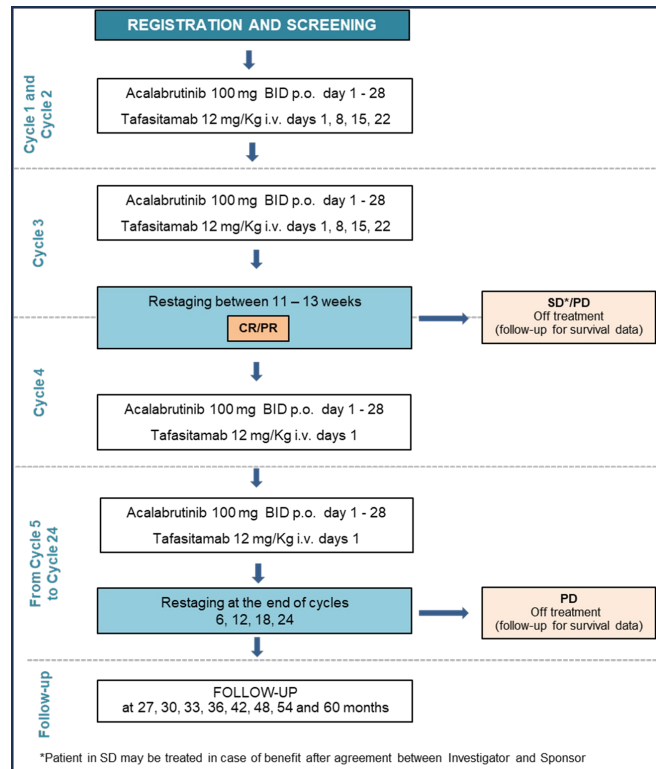 REGISTRATION AND SCREENING
Cycle 1 and
Cycle 2
Acalabrutinib 100 mg BID p.o. day 1 - 28
Tafasitamab 12 mg/Kg i.v. days 1, 8, 15, 22
Cycle 3
Acalabrutinib 100 mg BID p.o. day 1 - 28
Tafasitamab 12 mg/Kg i.v. days 1, 8, 15, 22
Restaging between 11 – 13 weeks
CR/PR
SD*/PD
Off treatment
(follow-up for survival data)
Cycle 4
Acalabrutinib 100 mg BID p.o. day 1 - 28
Tafasitamab 12 mg/Kg i.v. days 1
From Cycle 5
to Cycle 24
Acalabrutinib 100 mg BID p.o. day 1 - 28
Tafasitamab 12 mg/Kg i.v. days 1
Restaging at the end of cycles
6, 12, 18, 24
PD
Off treatment
(follow-up for survival data)
Follow-up
FOLLOW-UP
at 27, 30, 33, 36, 42, 48, 54 and 60 months
*Patient in SD may be treated in case of benefit after agreement between Investigator and Sponsor